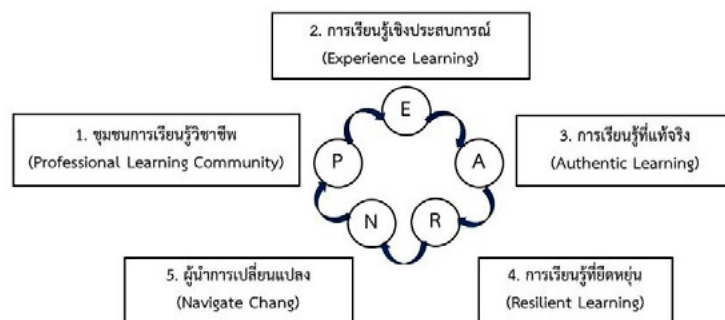 2. การเรียนรู้เชิงประสบการณ์
(Experience Learning)
E
1. ชุมชนการเรียนรู้วิชาชีพ
(Professional Learning Community)
P
A
3. การเรียนรู้ที่แท้จริง
(Authentic Learning)
N
R
5. ผู้นำการเปลี่ยนแปลง
(Navigate Chang)
4. การเรียนรู้ที่ยืดหยุ่น
(Resilient Learning)